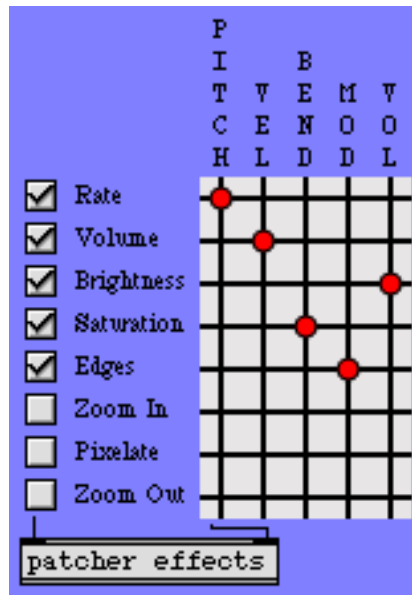 PITCH
VEL
BEND
MOD
VOL
Rate
Volume
Brightness
Saturation
Edges
Zoom In
Pixelate
Zoom Out
patcher effects